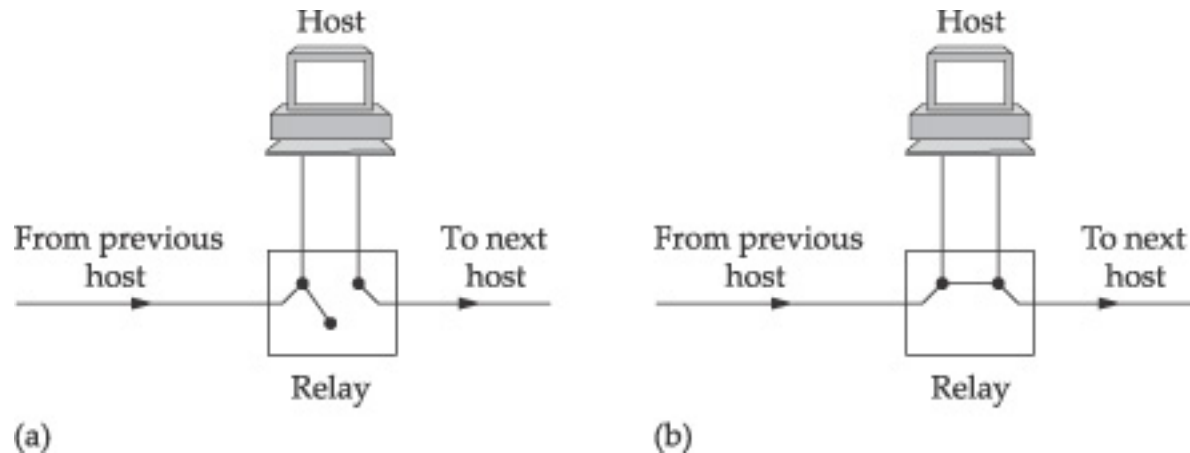 Host
From previous
host
To next
host
Relay
(a)
Host
From previous
host
To next
host
Relay
(b)